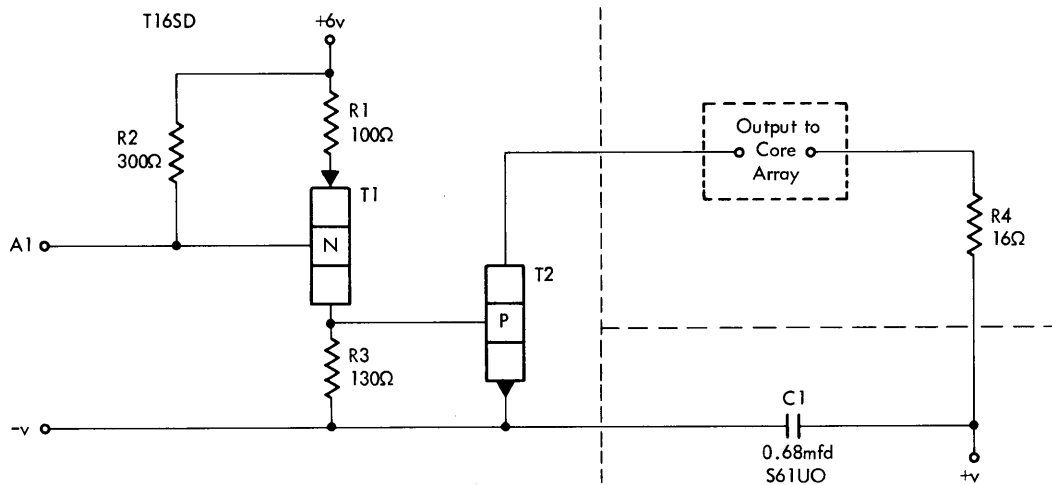 T16SD
+6v
R1
100Ω
R2
300Ω
Output to
Core
Array
T1
R4
16Ω
A1
N
T2
P
R3
130Ω
C1
-v
0.68mfd
+v
S61UO